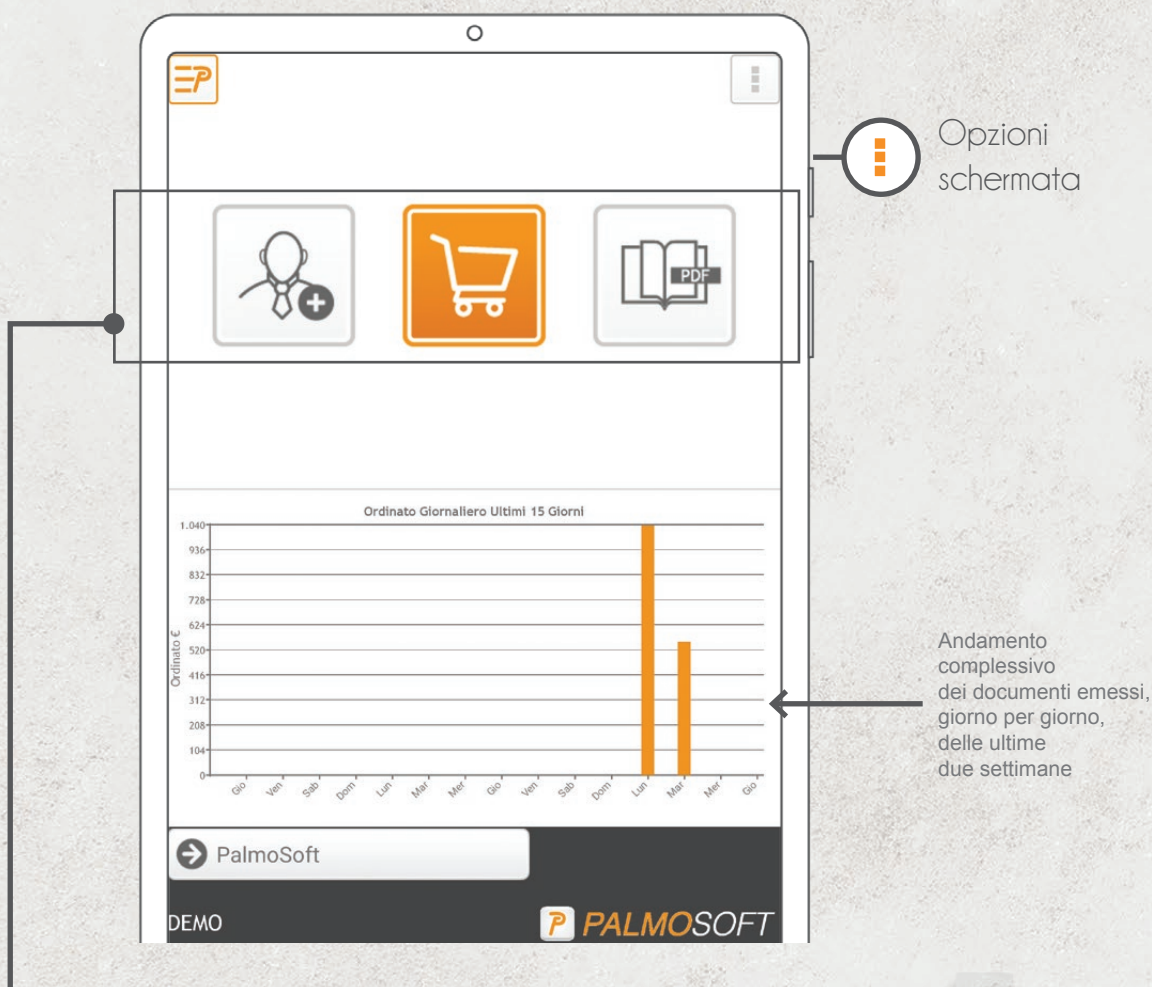 Opzioni
schermata
PDF
Ordinato Giornaliero Ultimi 15 Giorni
Ordinato €
1.040
936
832
728
624
520
416
312
208
104
0
Gio Ven Sab Dom Lun Mar Mer Gio Ven Sab Dom Lun Mar Mer Gio
Andamento
complessivo
dei documenti emessi,
giorno per giorno,
delle ultime
due settimane
PalmoSoft
DEMO
P PALMOSOFT